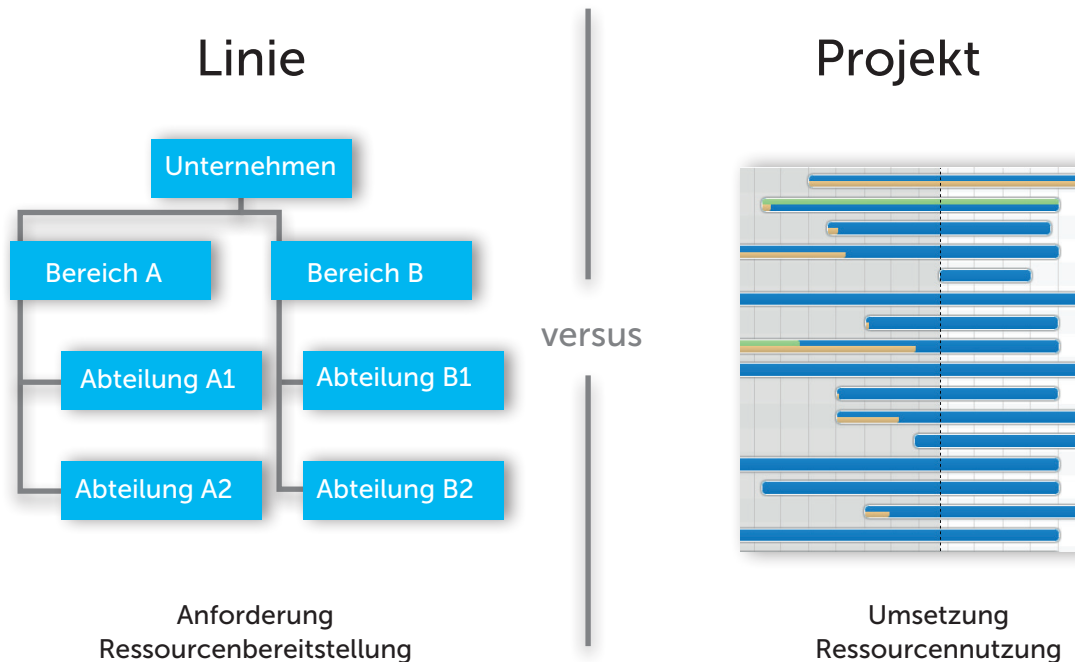 Linie
Unternehmen
Bereich A
Bereich B
Abteilung A1
Abteilung B1
Abteilung A2
Abteilung B2
Anforderung
Ressourcenbereitstellung
versus
Projekt
Umsetzung
Ressourcennutzung